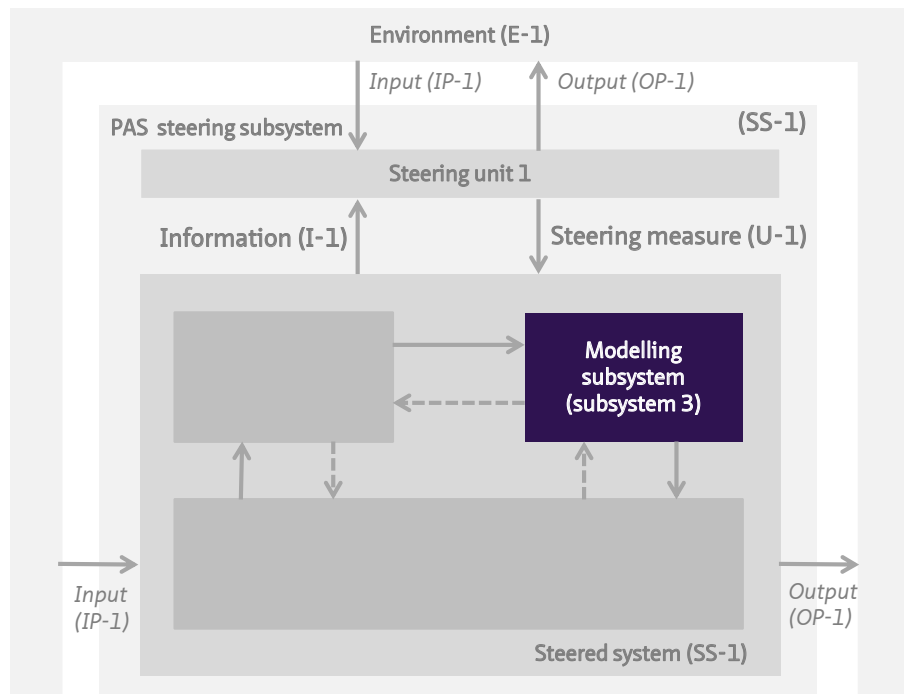 Environment (E-1)
Input (IP-1)
Output (OP-1)
PAS steering subsystem
(SS-1)
Steering unit 1
Information (I-1)
Steering measure (U-1)
Modelling
subsystem
(subsystem 3)
Input
(IP-1)
Output
(OP-1)
Steered system (SS-1)